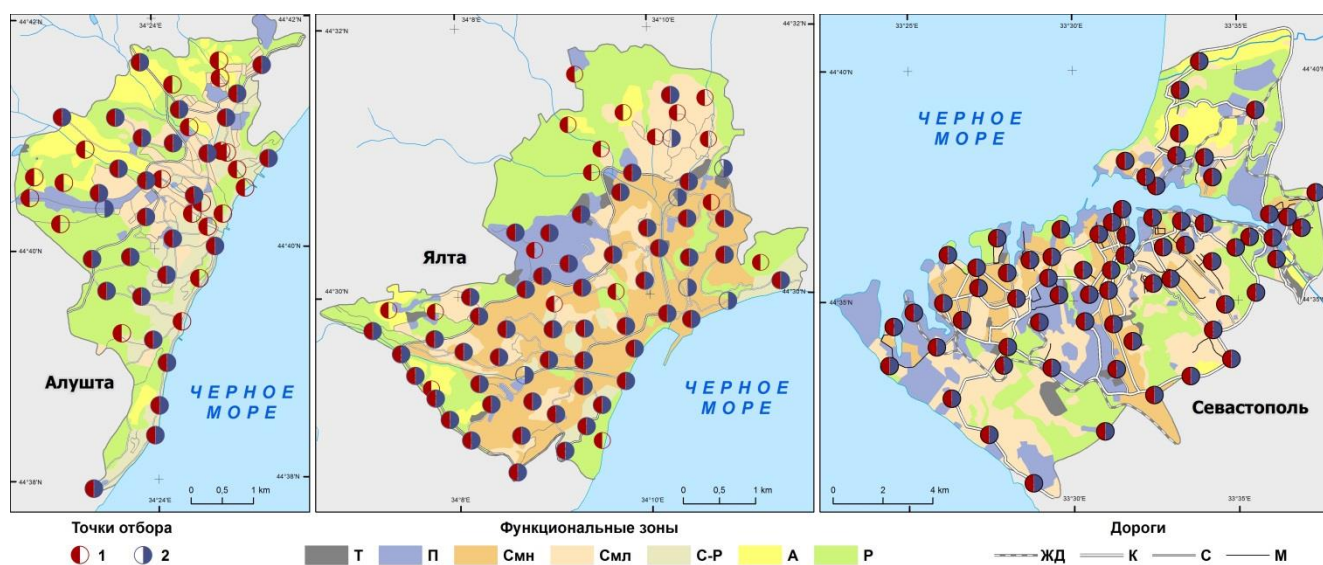 44°42'N
34°24'E
44°42'N
44°40'N
44°40'N
Алушта
ЧЕРНОЕ
МОРЕ
44°38'N
44°38'N
34°24'E
0 0,5 1 km
44°32'N
34°8'E
34°10'E
44°32'N
Ялта
44°30'N
44°30'N
ЧЕРНОЕ
МОРЕ
34°8'E
34°10'E
0 0,5 1 km
33°25'E
33°30'E
33°35'E
44°40'N
44°40'N
ЧЕРНОЕ
МОРЕ
44°35'N
44°35'N
Севастополь
33°25'E
33°30'E
33°35'E
0 2 4 km
Точки отбора
1 2
Функциональные зоны
Т П Смн Смл С-Р А Р
Дороги
ЖД К С М